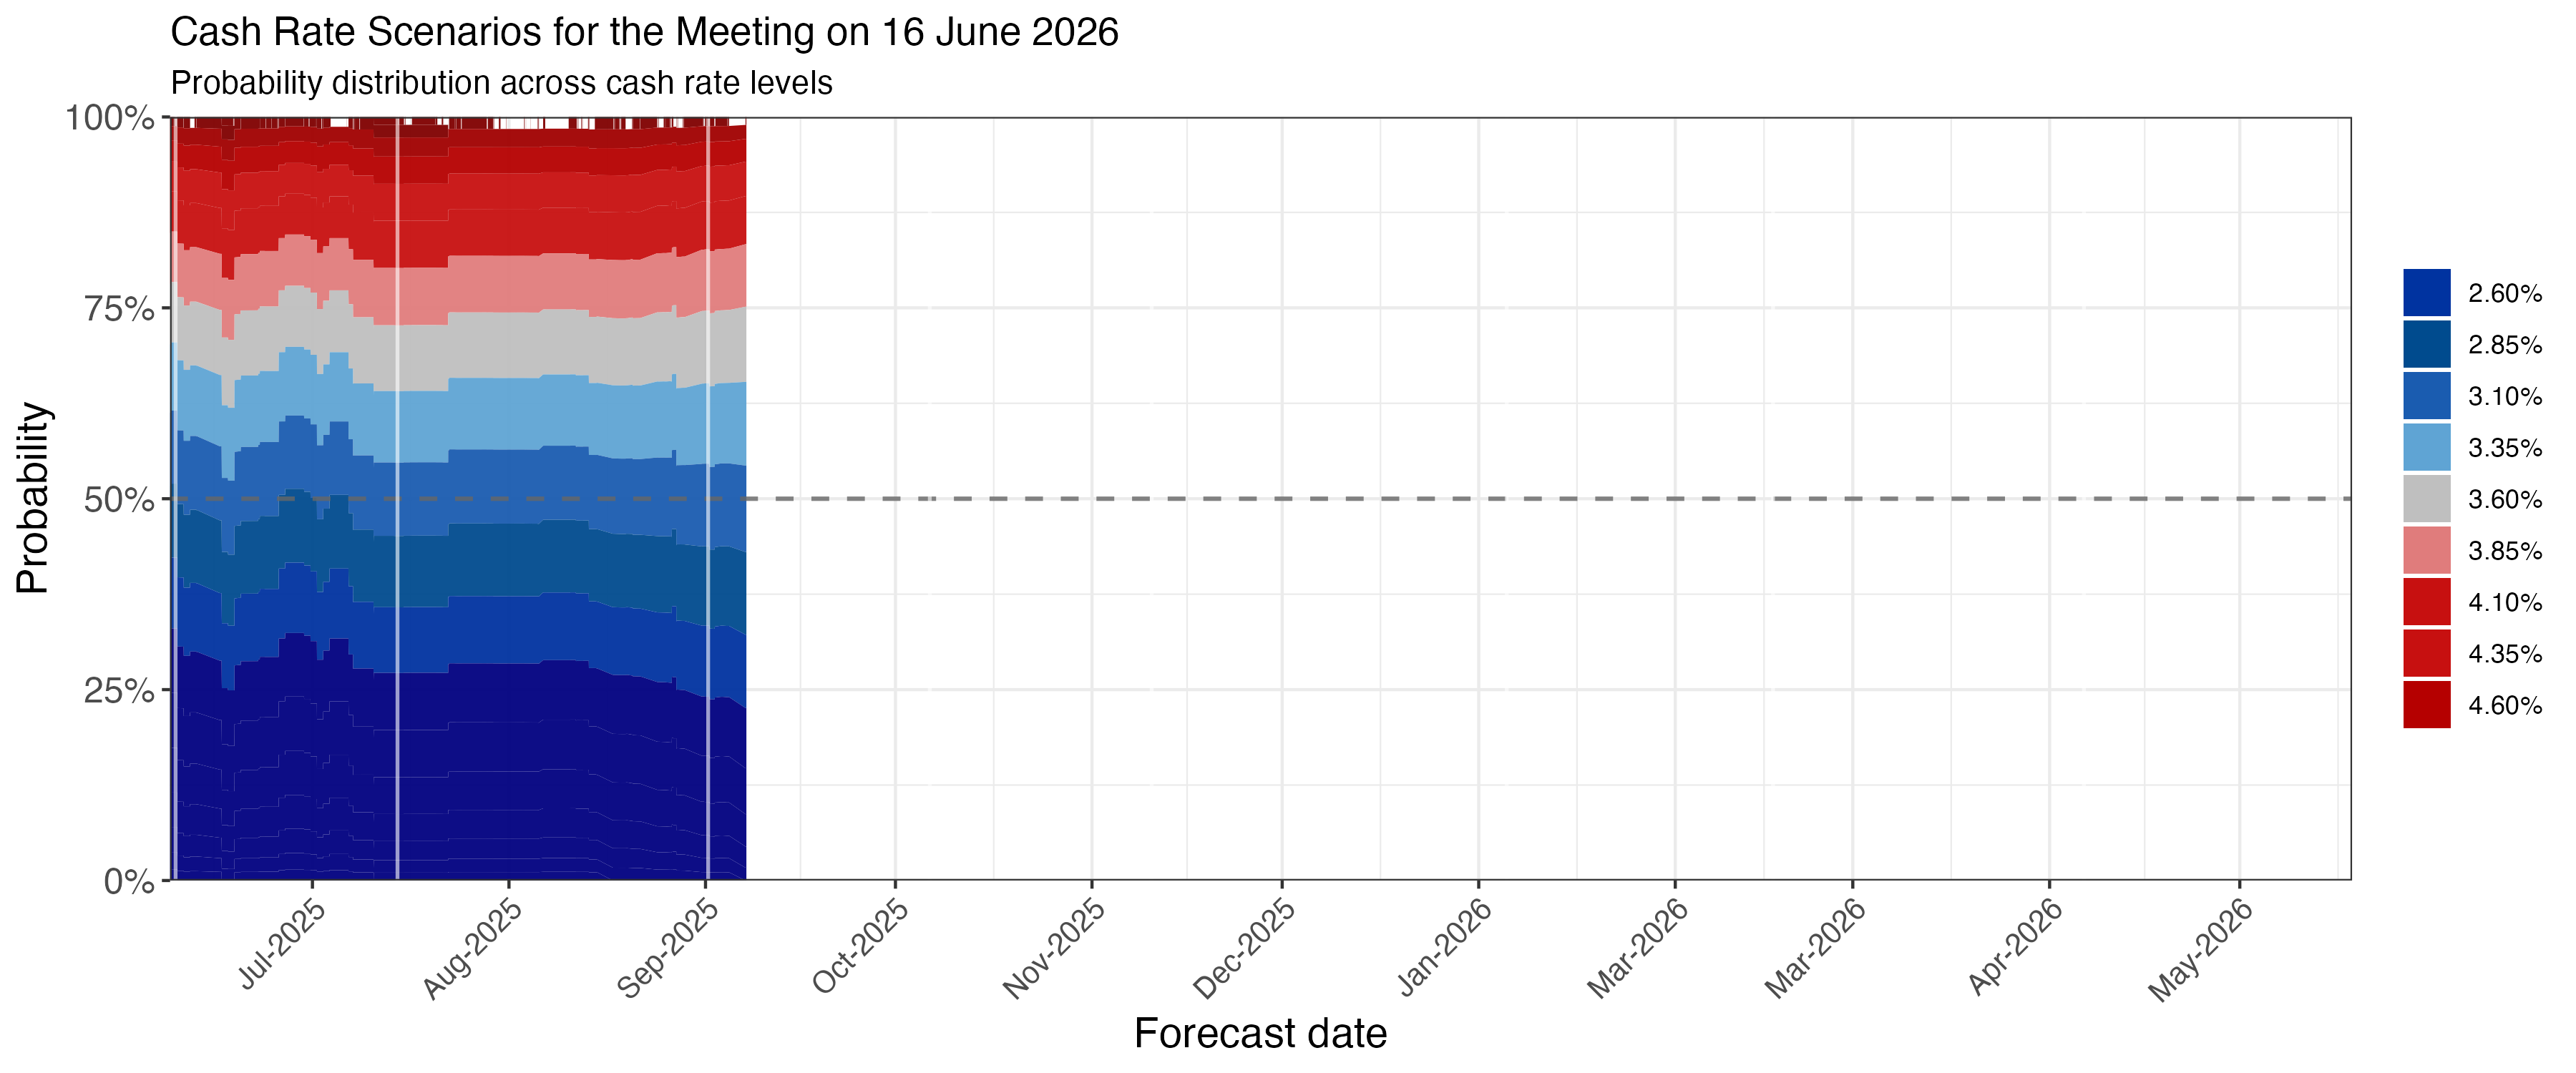 Cash Rate Scenarios for the Meeting on 16 June 2026
Probability distribution across cash rate levels
Probability
100%
75%
50%
25%
0%
Jul-2025
Aug-2025
Sep-2025
Oct-2025
Nov-2025
Dec-2025
Jan-2026
Mar-2026
Mar-2026
Apr-2026
May-2026
Forecast date
2.60%
2.85%
3.10%
3.35%
3.60%
3.85%
4.10%
4.35%
4.60%